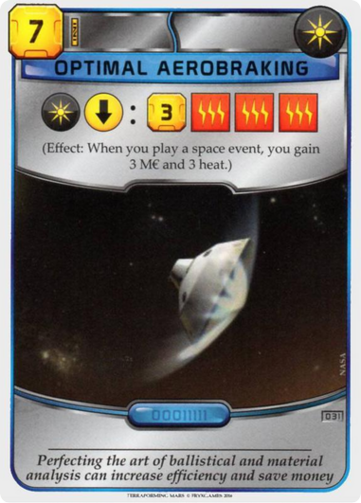 7
OPTIMAL AEROBRAKING
: 3
(Effect: When you play a space event, you gain
3 M€ and 3 heat.)
NASA
00011111
031
Perfecting the art of ballistical and material
analysis can increase efficiency and save money
TERRAFORMING MARS © FRYXGAMES 2016